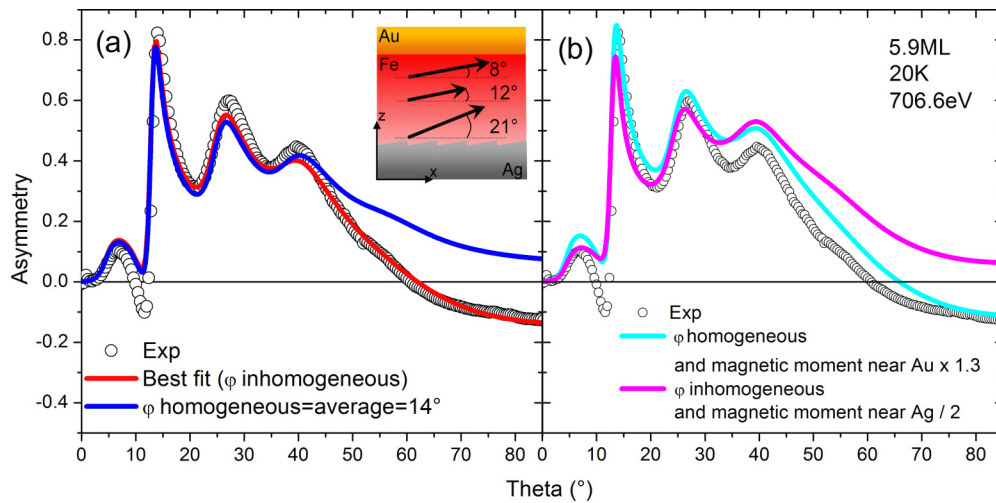 (a)
Au
Fe
8°
12°
21°
z
x
Ag
(b)
5.9ML
20K
706.6eV
Asymmetry
0.8
0.6
0.4
0.2
0.0
-0.2
-0.4
Exp
Best fit (φ inhomogeneous)
φ homogeneous=average=14°
Exp
φ homogeneous
and magnetic moment near Au x 1.3
φ inhomogeneous
and magnetic moment near Ag / 2
0 10 20 30 40 50 60 70 80
0 10 20 30 40 50 60 70 80
Theta (°)